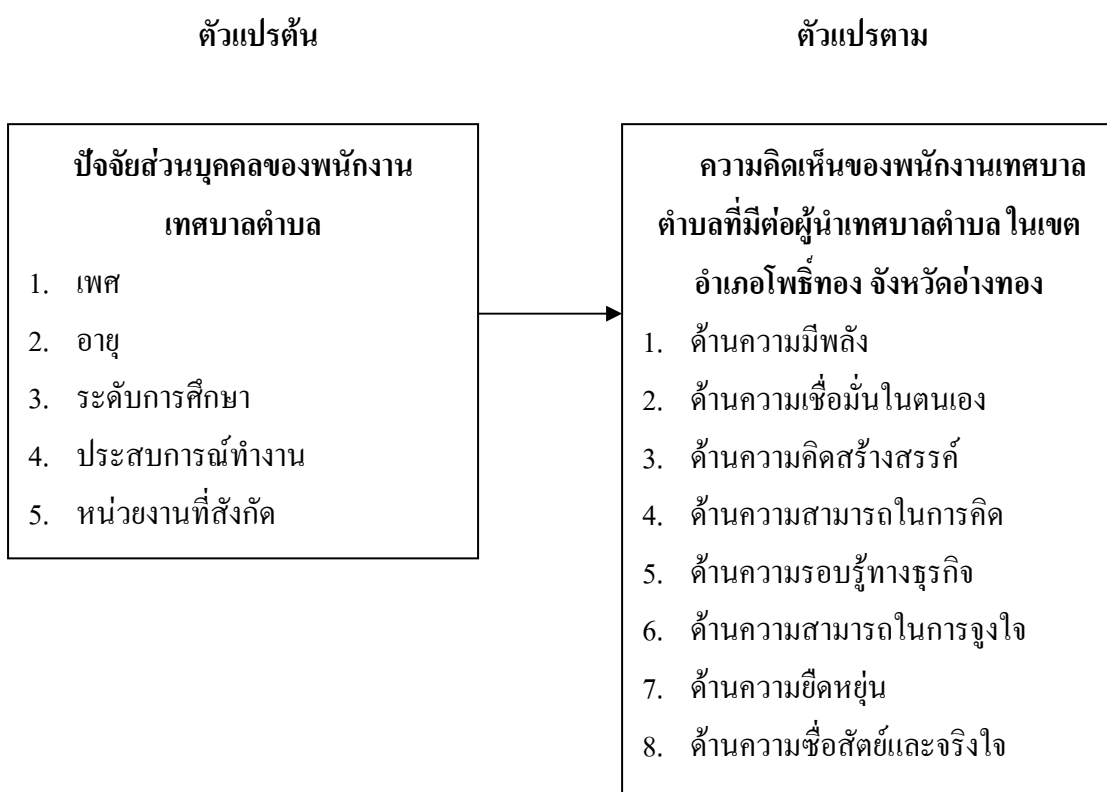 ตัวแปรต้น
ตัวแปรตาม
ปัจจัยส่วนบุคคลของพนักงาน
เทศบาลตำบล
1. เพศ
2. อายุ
3. ระดับการศึกษา
4. ประสบการณ์ทำงาน
5. หน่วยงานที่สังกัด
ความคิดเห็นของพนักงานเทศบาล
ตำบลที่มีต่อผู้นำเทศบาลตำบล ในเขต
อำเภอโพธิ์ทอง จังหวัดอ่างทอง
1. ด้านความมีพลัง
2. ด้านความเชื่อมั่นในตนเอง
3. ด้านความคิดสร้างสรรค์
4. ด้านความสามารถในการคิด
5. ด้านความรอบรู้ทางธุรกิจ
6. ด้านความสามารถในการจูงใจ
7. ด้านความยืดหยุ่น
8. ด้านความซื่อสัตย์และจริงใจ